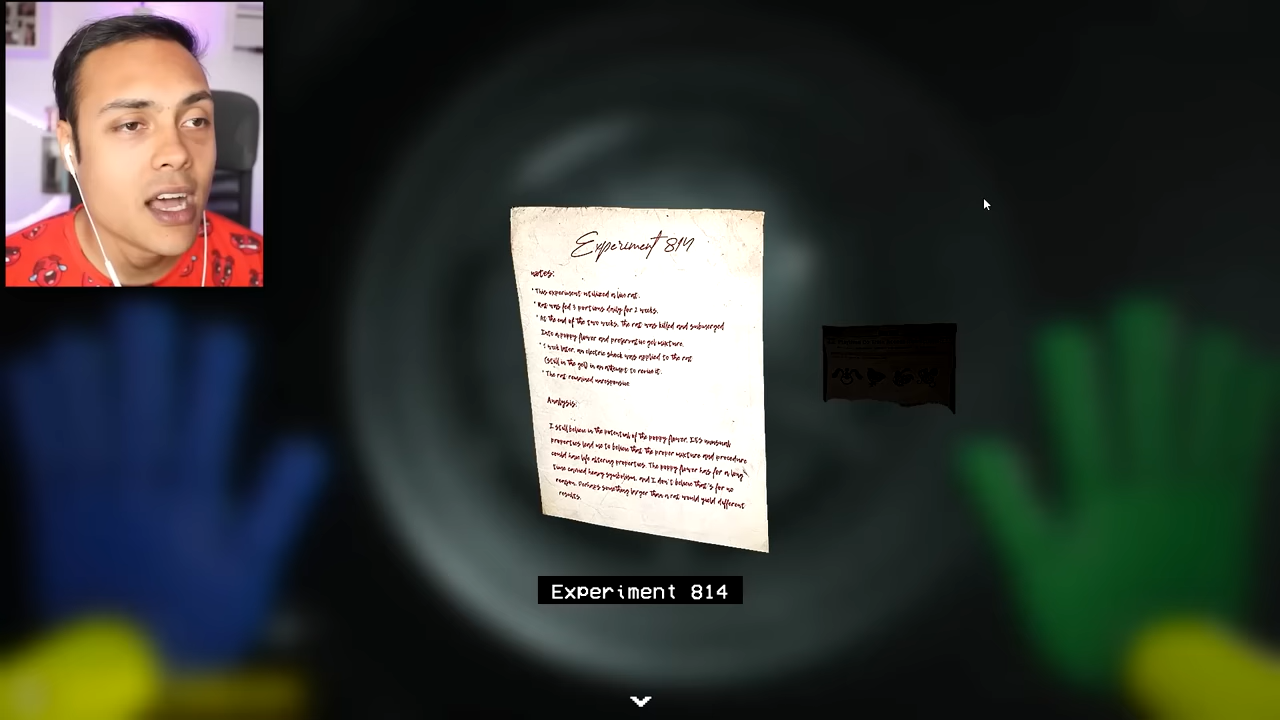 Experiment 814
notes:
* This experiment utilized a live rat.
* Rat was fed 3 portions daily for 2 weeks.
* At the end of the two weeks, the rat was killed and submerged
Into a poppy flower and preservative gel mixture.
* 1 week later, an electric shock was applied to the rat
(still in the gel) in an attempt to revive it.
* The rat remained unresponsive
Analysis:
I still believe in the potential of the poppy flower. It's unusual
properties lead me to believe that the proper mixture and procedure
could have life altering properties. The poppy flower has for a long
time carried heavy symbolism, and I don't believe that's for no
reason. Perhaps something larger than a rat would yield different
results.
Experiment 814